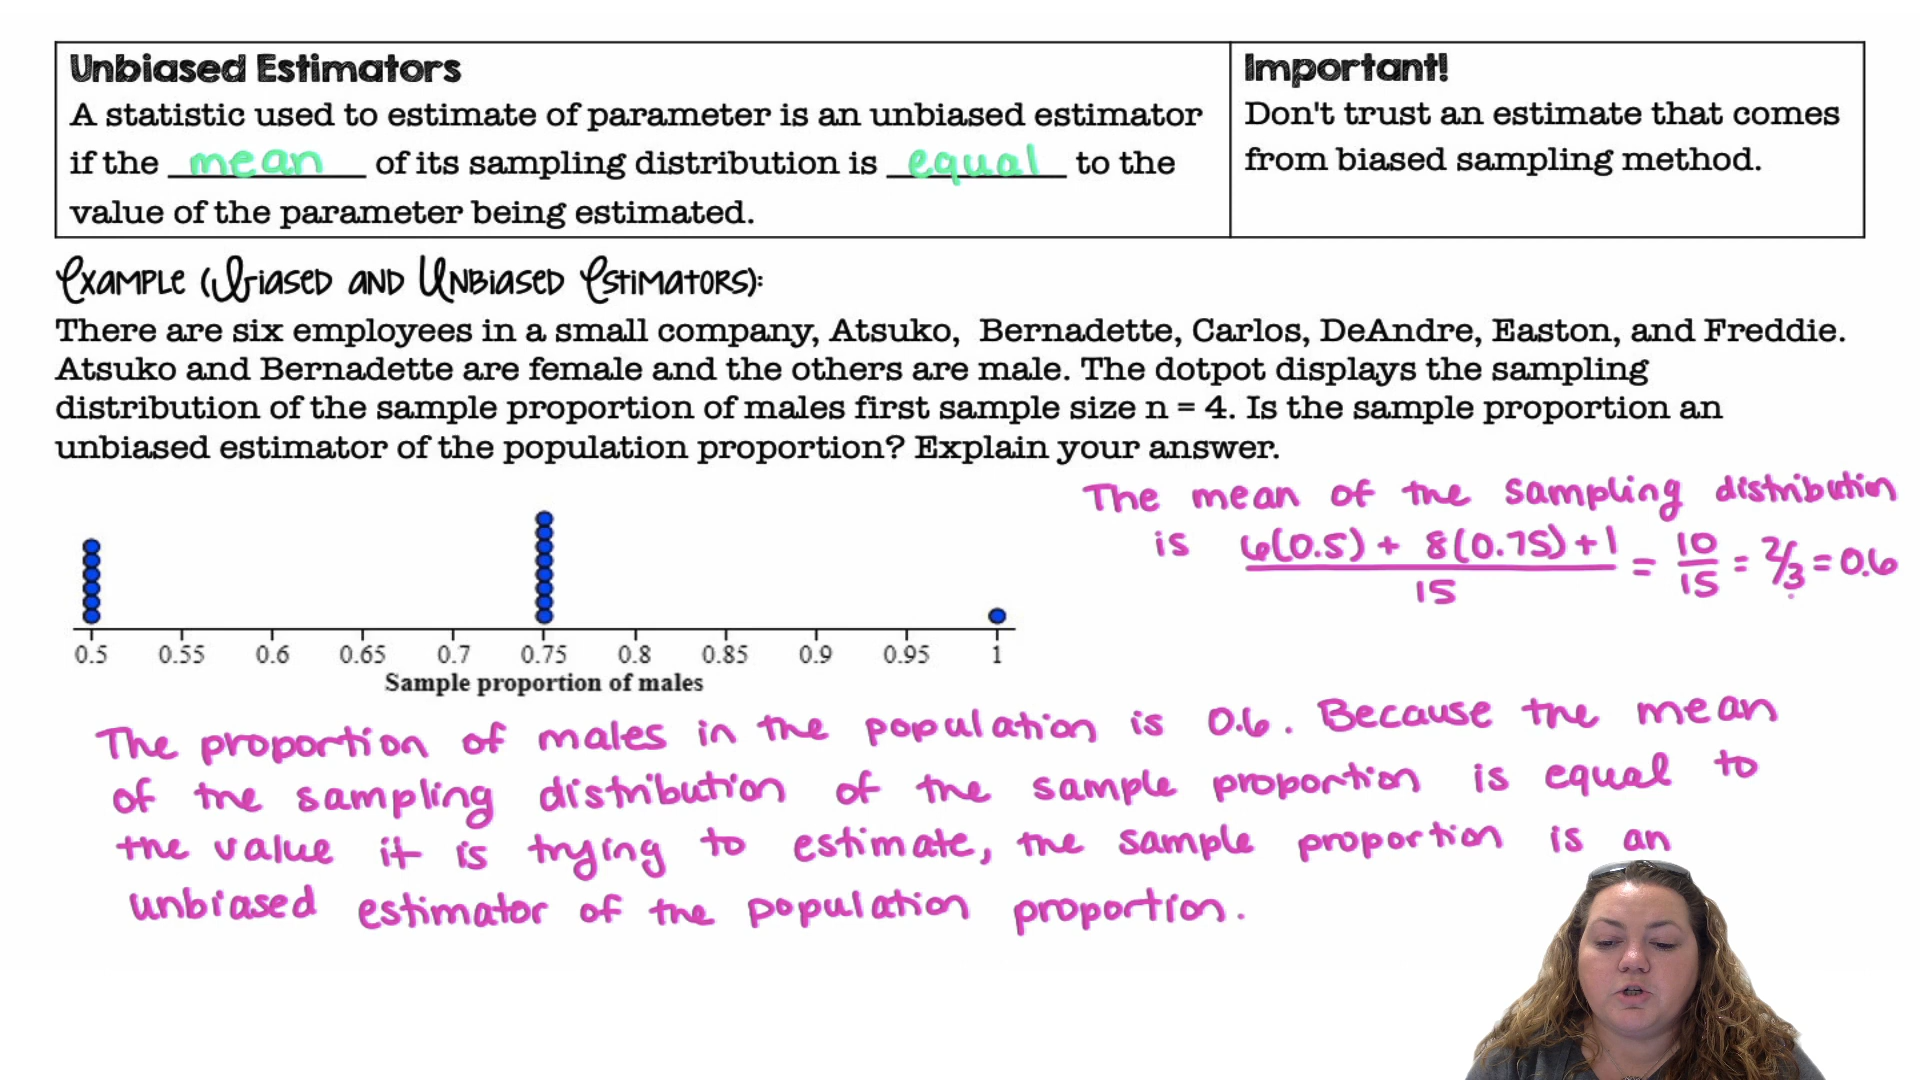 Unbiased Estimators
A statistic used to estimate of parameter is an unbiased estimator
if the mean of its sampling distribution is equal to the
value of the parameter being estimated.
Important!
Don't trust an estimate that comes
from biased sampling method.
Example (Biased and Unbiased Estimators):
There are six employees in a small company, Atsuko, Bernadette, Carlos, DeAndre, Easton, and Freddie.
Atsuko and Bernadette are female and the others are male. The dotpot displays the sampling
distribution of the sample proportion of males first sample size n = 4. Is the sample proportion an
unbiased estimator of the population proportion? Explain your answer.
The mean of the sampling distribution
is 6(0.5) + 8(0.75) + 1 / 15 = 10/15 = 2/3 = 0.6
0.5 0.55 0.6 0.65 0.7 0.75 0.8 0.85 0.9 0.95 1
Sample proportion of males
The proportion of males in the population is 0.6. Because the mean
of the sampling distribution of the sample proportion is equal to
the value it is trying to estimate, the sample proportion is an
unbiased estimator of the population proportion.